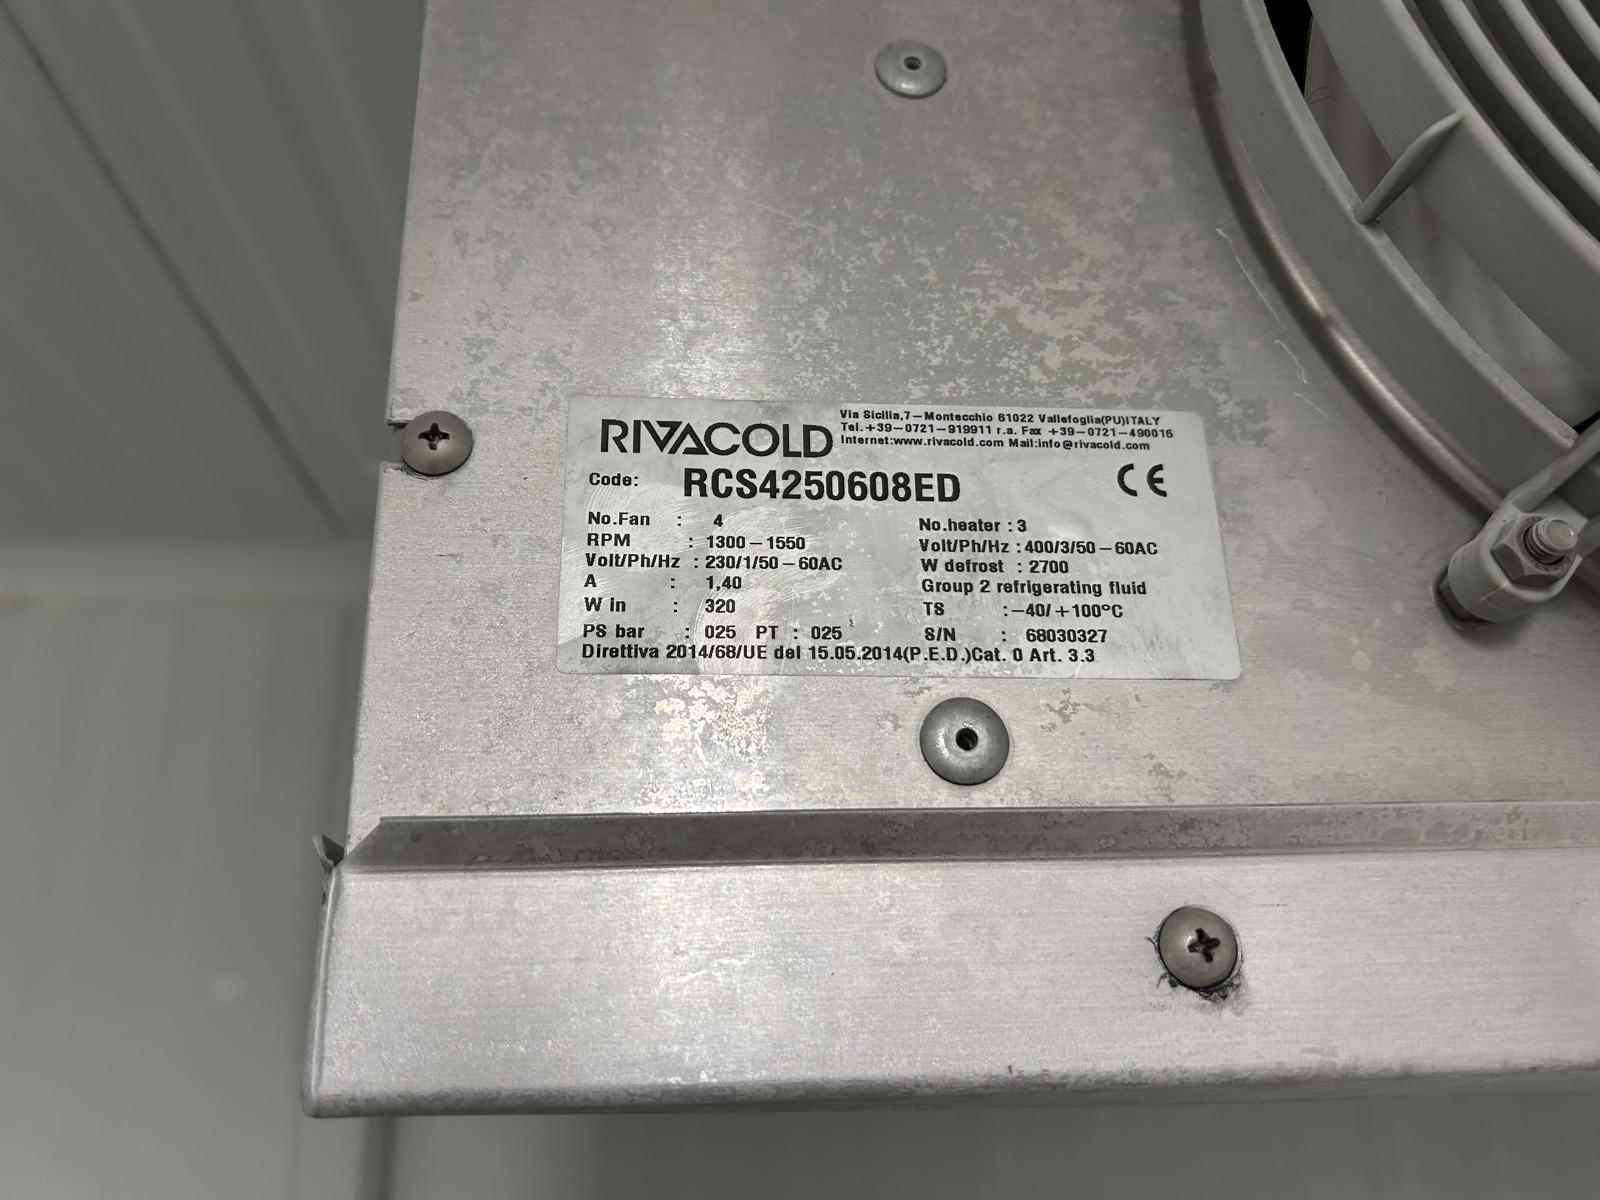 RIVACOLD
Via Sicilia,7–Montecchio 61022 Vallefoglia(PU)ITALY
Tel.+39–0721–919911 r.a. Fax +39–0721–490015
Internet:www.rivacold.com Mail:info@rivacold.com
Code: RCS4250608ED CE
No.Fan : 4 No.heater : 3
RPM : 1300–1550 Volt/Ph/Hz : 400/3/50–60AC
Volt/Ph/Hz : 230/1/50–60AC W defrost : 2700
A : 1,40 Group 2 refrigerating fluid
W in : 320 TS :–40/+100°C
PS bar : 025 PT : 025 S/N : 68030327
Direttiva 2014/68/UE del 15.05.2014(P.E.D.)Cat. 0 Art. 3.3